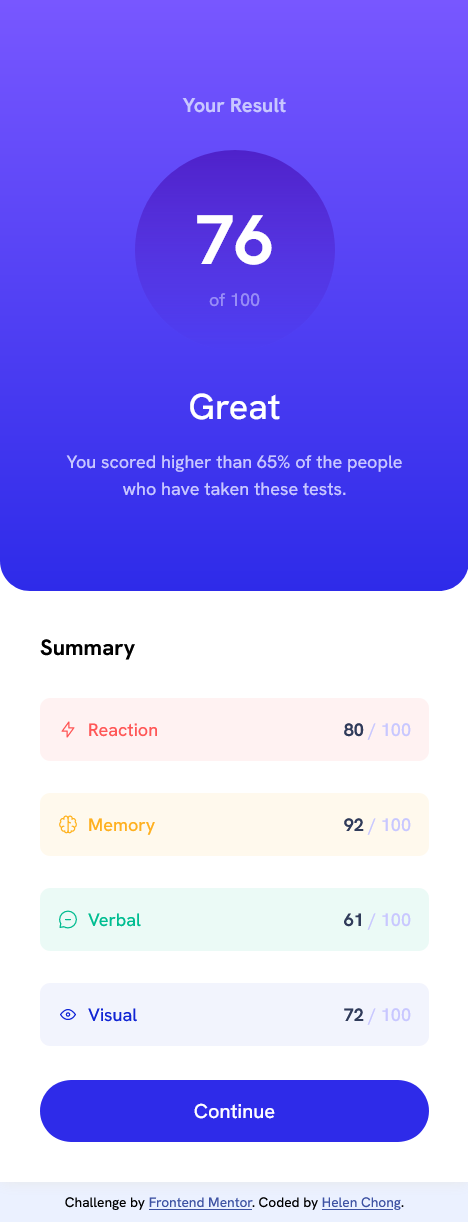 Your Result
76
of 100
Great
You scored higher than 65% of the people
who have taken these tests.
Summary
Reaction 80 / 100
Memory 92 / 100
Verbal 61 / 100
Visual 72 / 100
Continue
Challenge by Frontend Mentor. Coded by Helen Chong.